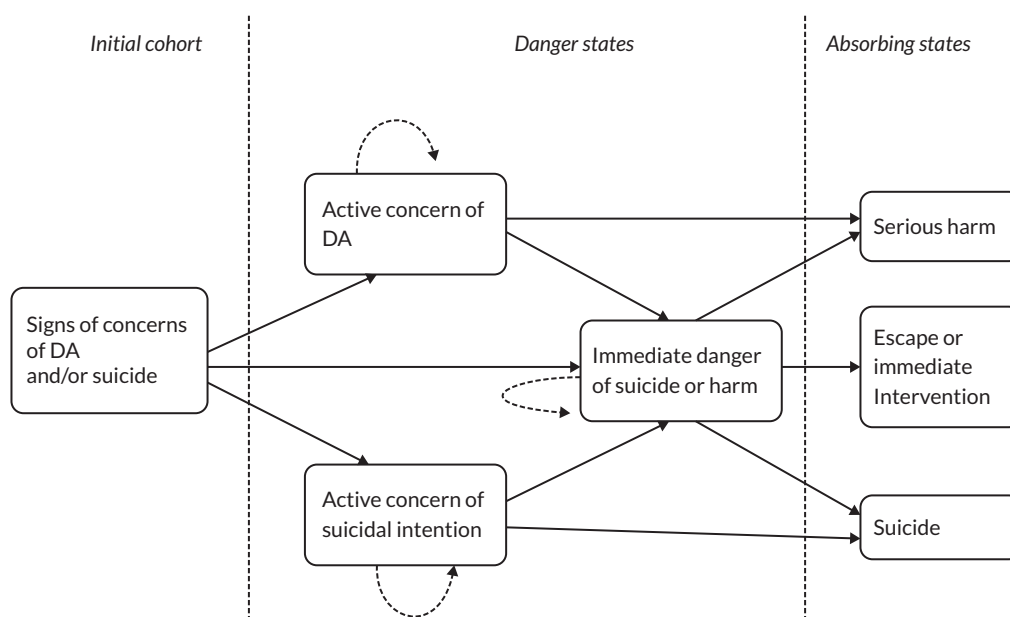 Initial cohort
Danger states
Absorbing states
Active concern of
DA
Serious harm
Signs of concerns
of DA
and/or suicide
Immediate danger
of suicide or harm
Escape or
immediate
Intervention
Active concern of
suicidal intention
Suicide